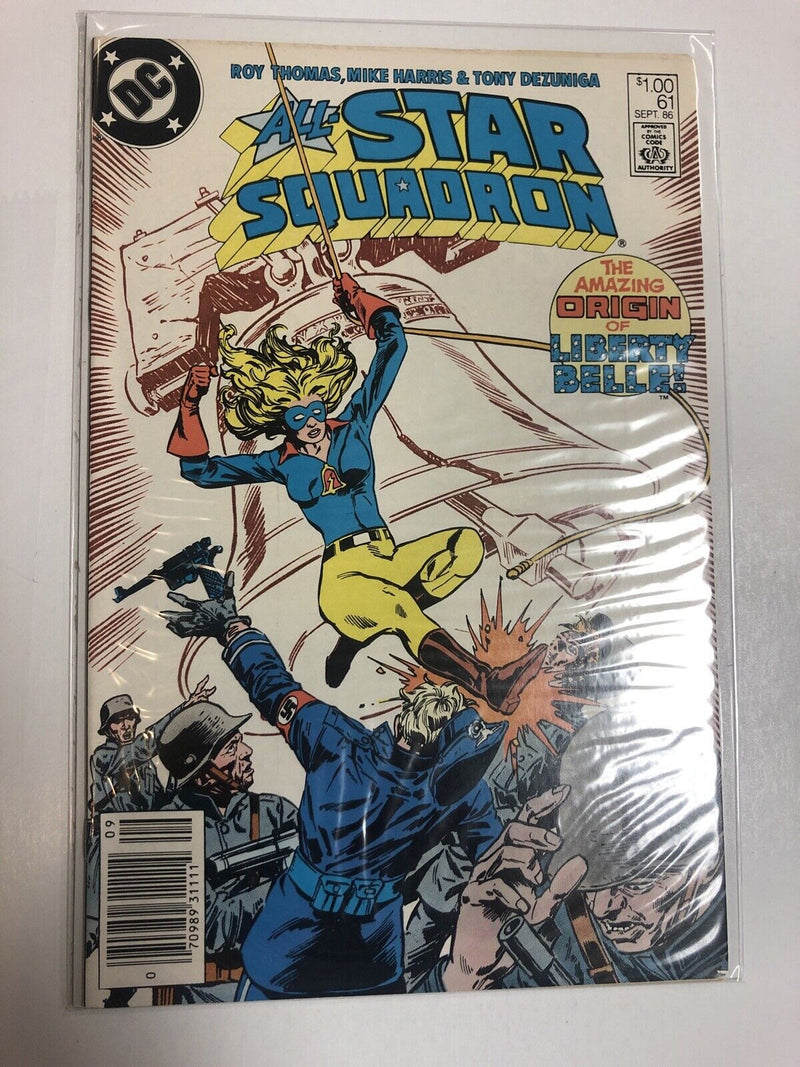 DC
ROY THOMAS, MIKE HARRIS & TONY DEZUNIGA
ALL-
STAR
SQUADRON
®
$1.00
61
SEPT. 86
APPROVED
BY THE
COMICS
CODE
AUTHORITY
THE
AMAZING
ORIGIN
OF
LIBERTY
BELLE!
™
09
0 70989 31111